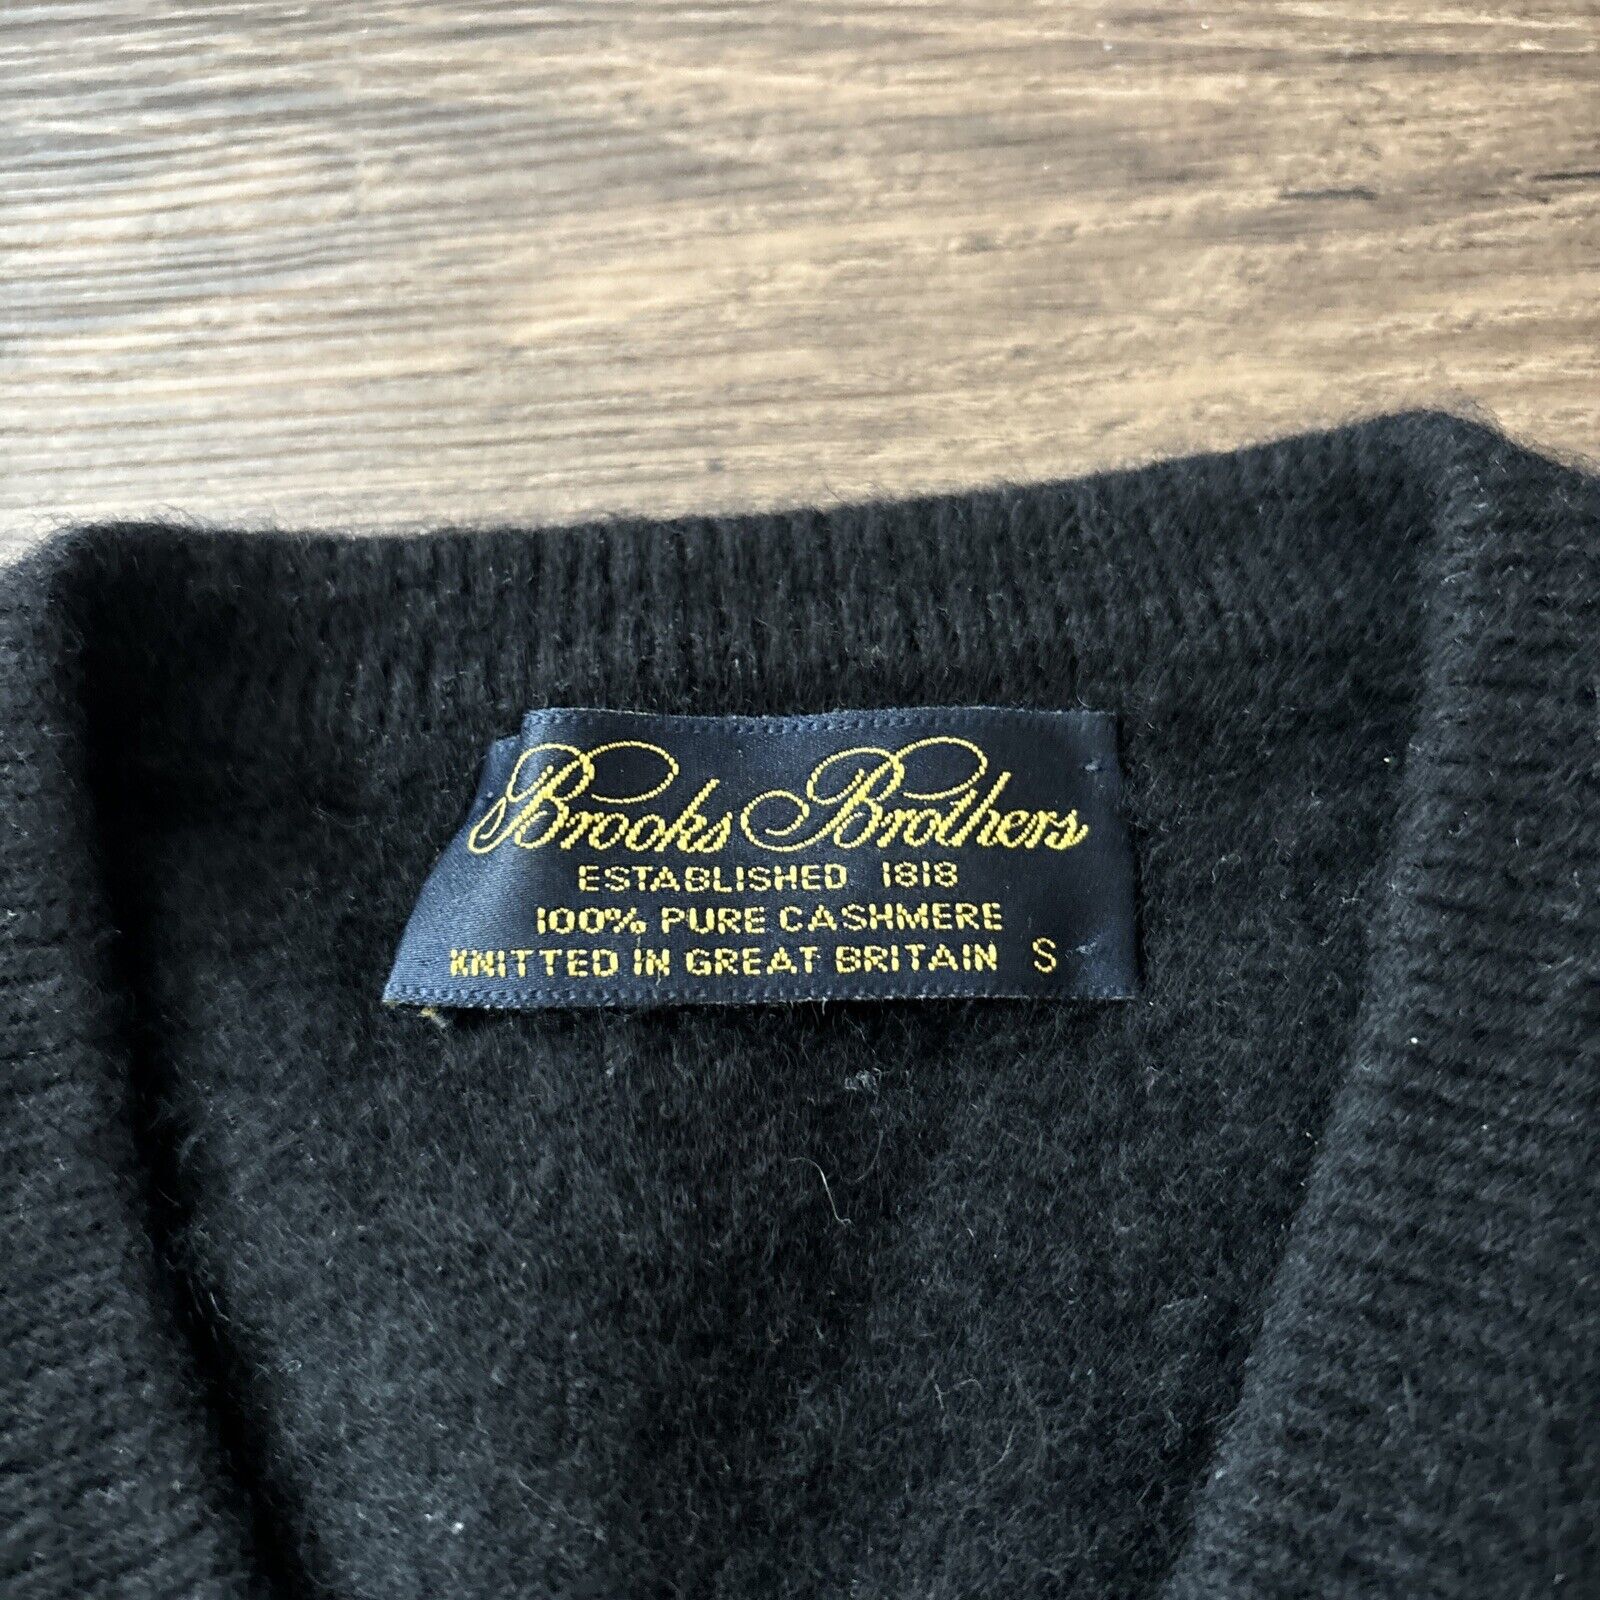 Brooks Brothers
ESTABLISHED 1818
100% PURE CASHMERE
KNITTED IN GREAT BRITAIN S